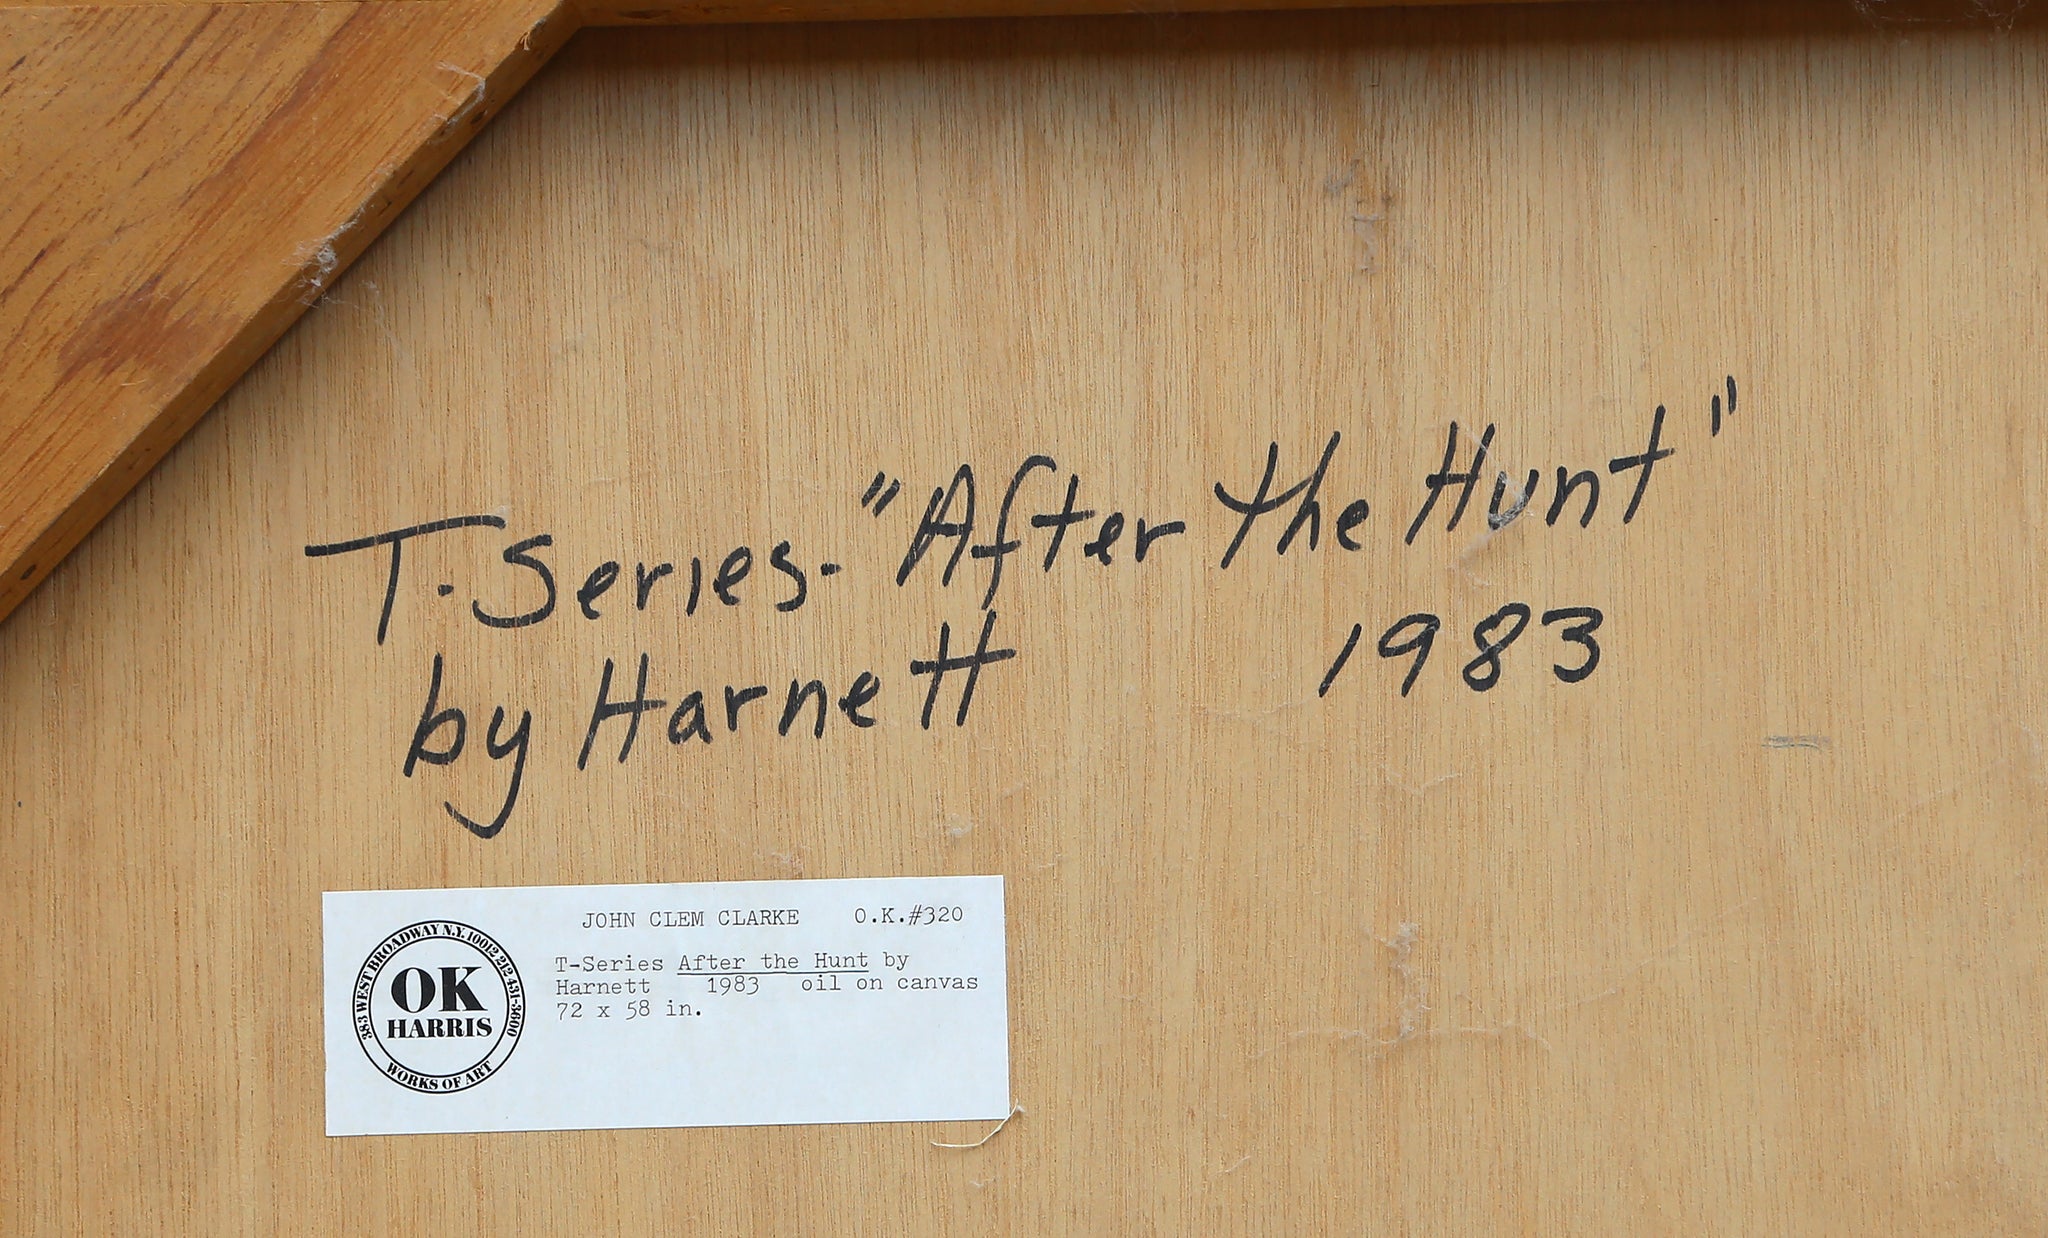 T-Series- "After the Hunt"
by Harnett 1983
JOHN CLEM CLARKE O.K.#320
T-Series After the Hunt by
Harnett 1983 oil on canvas
72 x 58 in.
383 WEST BROADWAY N.Y. 10012 212-431-3600
OK
HARRIS
WORKS OF ART